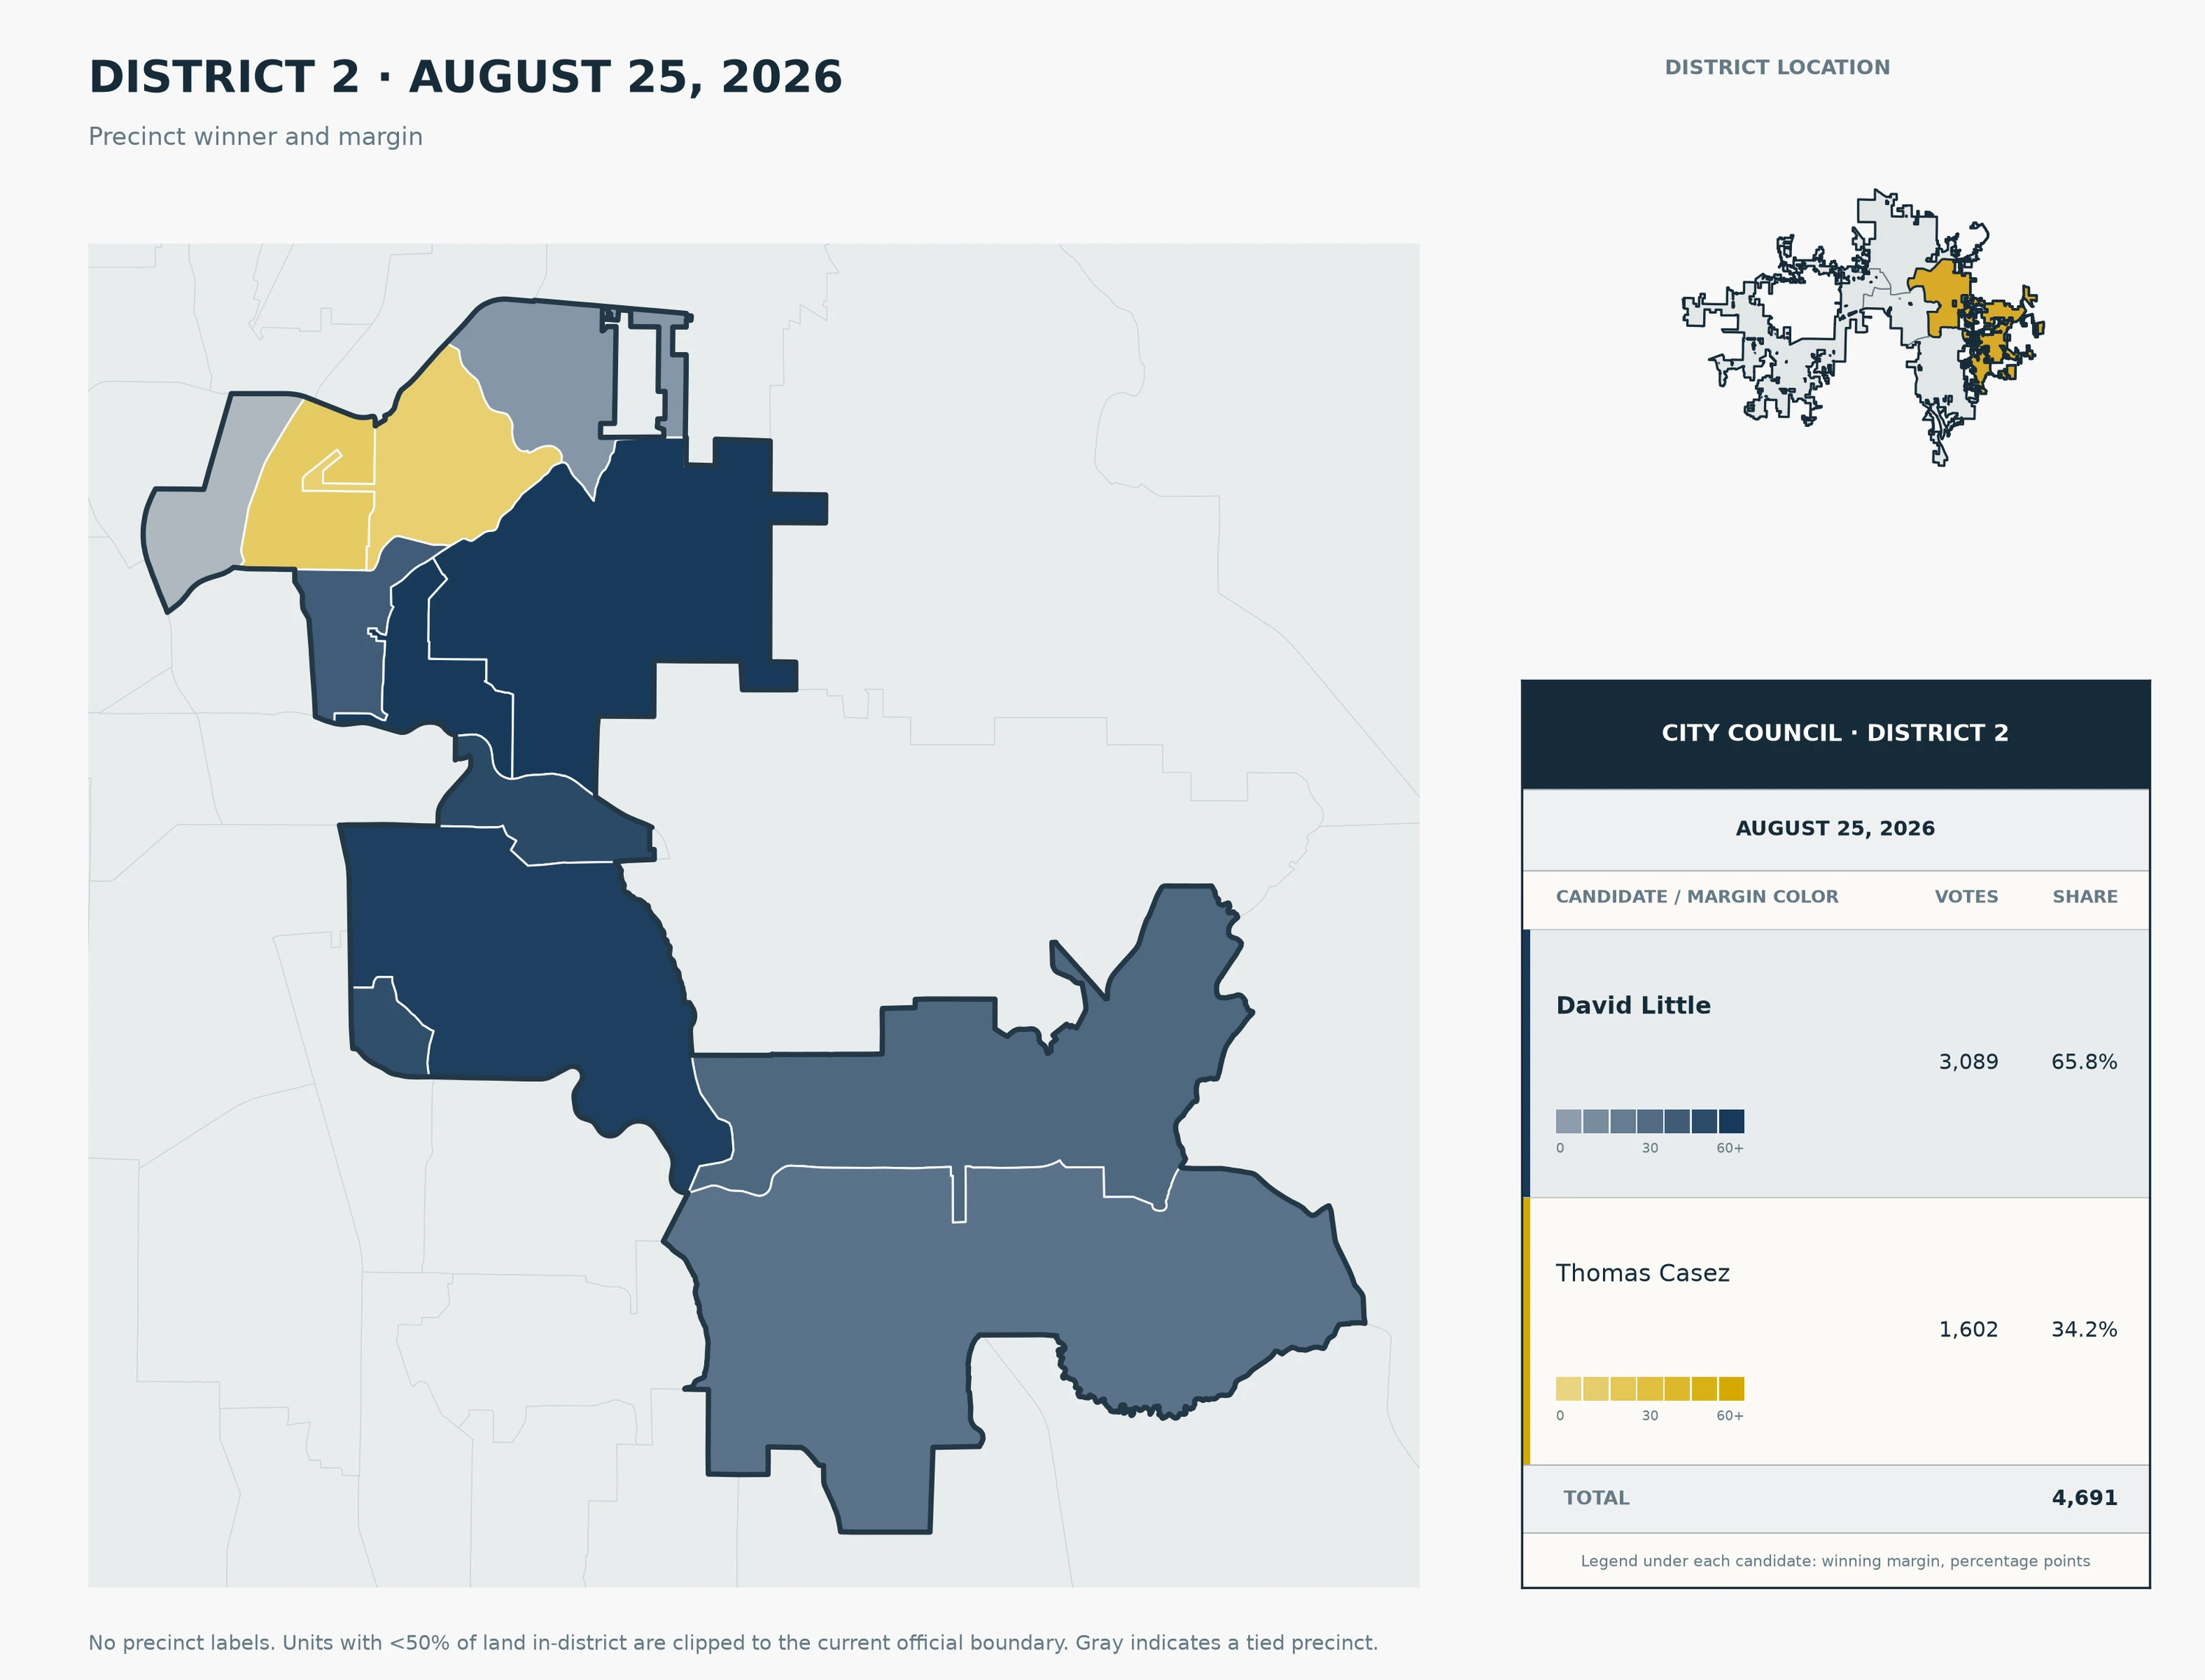 DISTRICT 2 · AUGUST 25, 2026
Precinct winner and margin
DISTRICT LOCATION
CITY COUNCIL · DISTRICT 2
AUGUST 25, 2026
CANDIDATE / MARGIN COLOR VOTES SHARE
David Little
3,089 65.8%
0 30 60+
Thomas Casez
1,602 34.2%
0 30 60+
TOTAL 4,691
Legend under each candidate: winning margin, percentage points
No precinct labels. Units with <50% of land in-district are clipped to the current official boundary. Gray indicates a tied precinct.